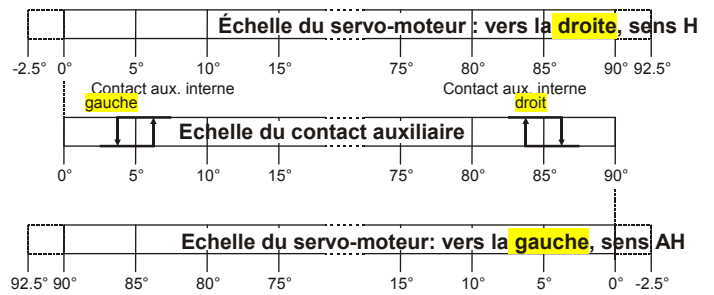 Échelle du servo-moteur : vers la droite, sens H
-2.5° 0° 5° 10° 15° 75° 80° 85° 90° 92.5°
Contact aux. interne gauche
Contact aux. interne droit
Echelle du contact auxiliaire
0° 5° 10° 15° 75° 80° 85° 90°
Echelle du servo-moteur: vers la gauche, sens AH
92.5° 90° 85° 80° 75° 15° 10° 5° 0° -2.5°